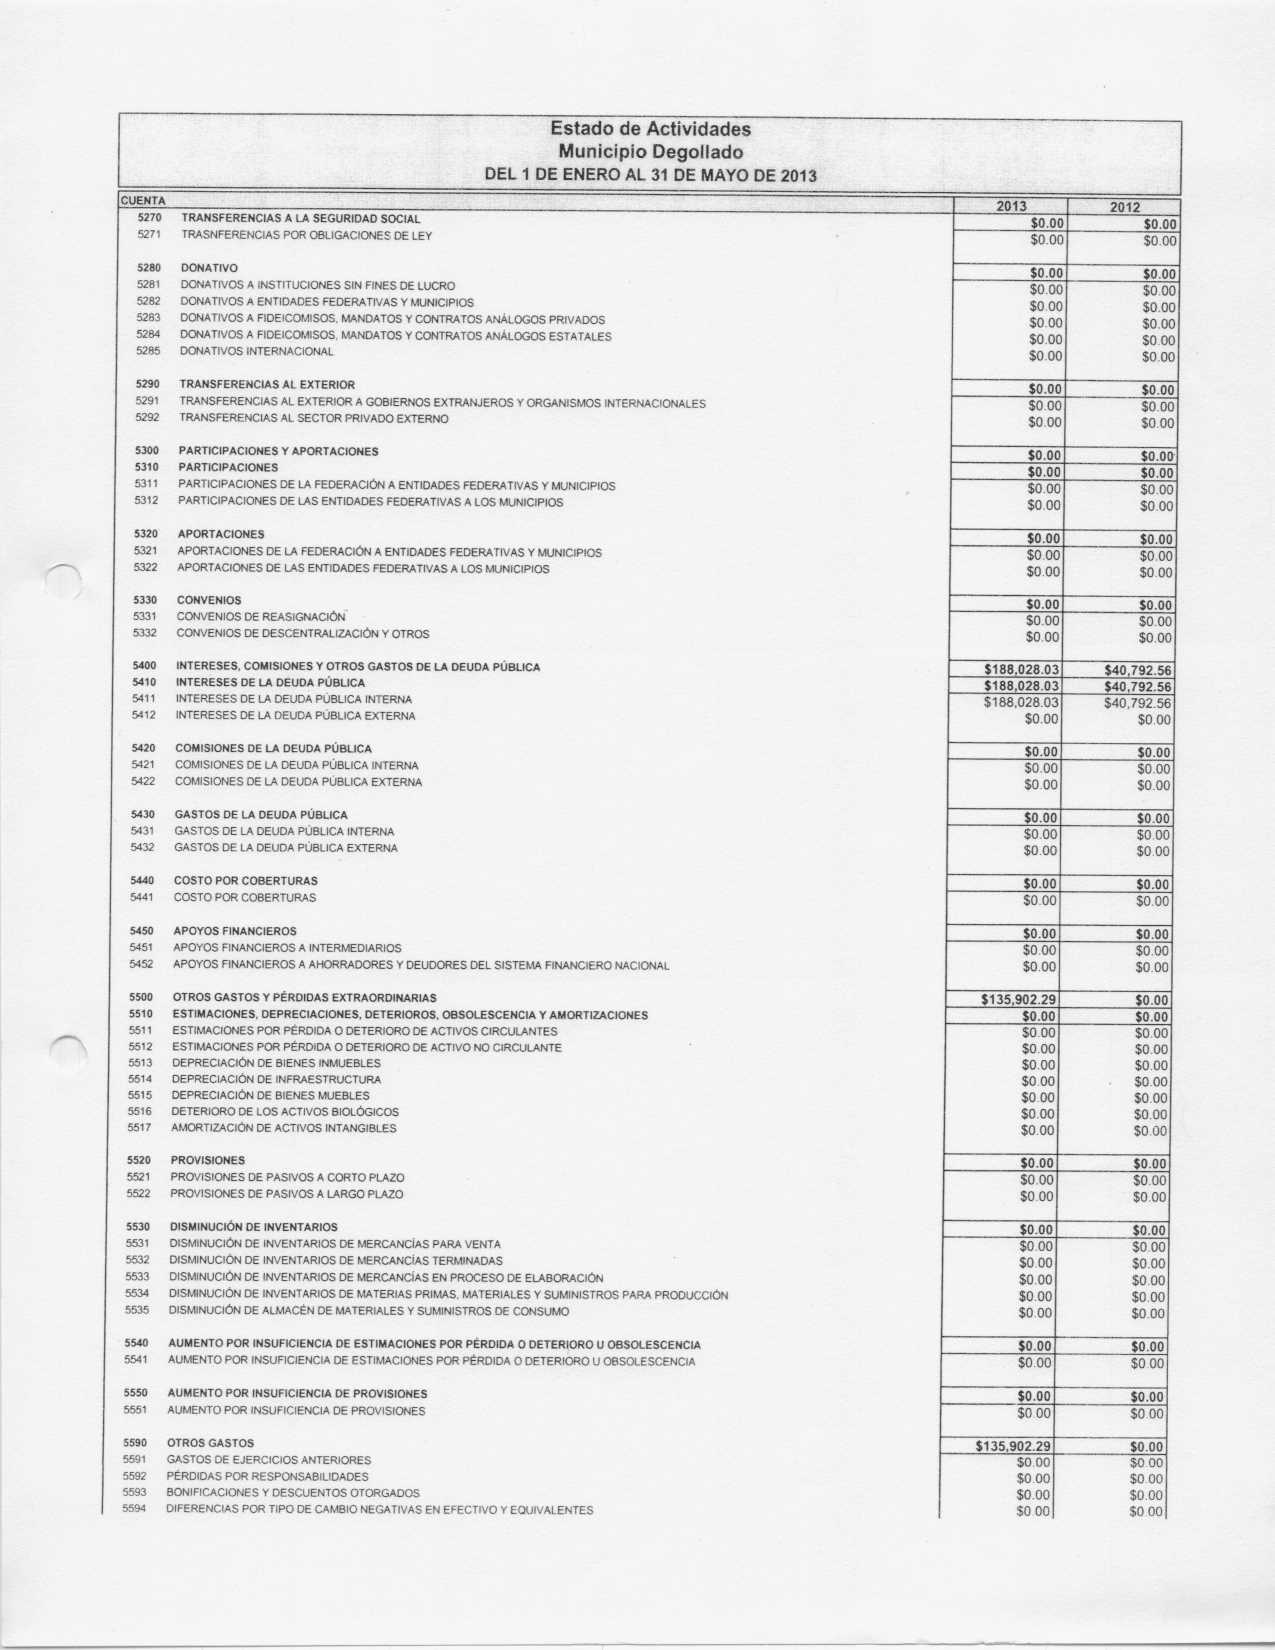 Estado de Actividades
Municipio Degollado
DEL 1 DE ENERO AL 31 DE MAYO DE 2013
CUENTA 2013 2012
5270 TRANSFERENCIAS A LA SEGURIDAD SOCIAL $0.00 $0.00
5271 TRASNFERENCIAS POR OBLIGACIONES DE LEY $0.00 $0.00
5280 DONATIVO $0.00 $0.00
5281 DONATIVOS A INSTITUCIONES SIN FINES DE LUCRO $0.00 $0.00
5282 DONATIVOS A ENTIDADES FEDERATIVAS Y MUNICIPIOS $0.00 $0.00
5283 DONATIVOS A FIDEICOMISOS, MANDATOS Y CONTRATOS ANÁLOGOS PRIVADOS $0.00 $0.00
5284 DONATIVOS A FIDEICOMISOS, MANDATOS Y CONTRATOS ANÁLOGOS ESTATALES $0.00 $0.00
5285 DONATIVOS INTERNACIONAL $0.00 $0.00
5290 TRANSFERENCIAS AL EXTERIOR $0.00 $0.00
5291 TRANSFERENCIAS AL EXTERIOR A GOBIERNOS EXTRANJEROS Y ORGANISMOS INTERNACIONALES $0.00 $0.00
5292 TRANSFERENCIAS AL SECTOR PRIVADO EXTERNO $0.00 $0.00
5300 PARTICIPACIONES Y APORTACIONES $0.00 $0.00
5310 PARTICIPACIONES $0.00 $0.00
5311 PARTICIPACIONES DE LA FEDERACIÓN A ENTIDADES FEDERATIVAS Y MUNICIPIOS $0.00 $0.00
5312 PARTICIPACIONES DE LAS ENTIDADES FEDERATIVAS A LOS MUNICIPIOS $0.00 $0.00
5320 APORTACIONES $0.00 $0.00
5321 APORTACIONES DE LA FEDERACIÓN A ENTIDADES FEDERATIVAS Y MUNICIPIOS $0.00 $0.00
5322 APORTACIONES DE LAS ENTIDADES FEDERATIVAS A LOS MUNICIPIOS $0.00 $0.00
5330 CONVENIOS $0.00 $0.00
5331 CONVENIOS DE REASIGNACIÓN $0.00 $0.00
5332 CONVENIOS DE DESCENTRALIZACIÓN Y OTROS $0.00 $0.00
5400 INTERESES, COMISIONES Y OTROS GASTOS DE LA DEUDA PÚBLICA $188,028.03 $40,792.56
5410 INTERESES DE LA DEUDA PÚBLICA $188,028.03 $40,792.56
5411 INTERESES DE LA DEUDA PÚBLICA INTERNA $188,028.03 $40,792.56
5412 INTERESES DE LA DEUDA PÚBLICA EXTERNA $0.00 $0.00
5420 COMISIONES DE LA DEUDA PÚBLICA $0.00 $0.00
5421 COMISIONES DE LA DEUDA PÚBLICA INTERNA $0.00 $0.00
5422 COMISIONES DE LA DEUDA PÚBLICA EXTERNA $0.00 $0.00
5430 GASTOS DE LA DEUDA PÚBLICA $0.00 $0.00
5431 GASTOS DE LA DEUDA PÚBLICA INTERNA $0.00 $0.00
5432 GASTOS DE LA DEUDA PÚBLICA EXTERNA $0.00 $0.00
5440 COSTO POR COBERTURAS $0.00 $0.00
5441 COSTO POR COBERTURAS $0.00 $0.00
5450 APOYOS FINANCIEROS $0.00 $0.00
5451 APOYOS FINANCIEROS A INTERMEDIARIOS $0.00 $0.00
5452 APOYOS FINANCIEROS A AHORRADORES Y DEUDORES DEL SISTEMA FINANCIERO NACIONAL $0.00 $0.00
5500 OTROS GASTOS Y PÉRDIDAS EXTRAORDINARIAS $135,902.29 $0.00
5510 ESTIMACIONES, DEPRECIACIONES, DETERIOROS, OBSOLESCENCIA Y AMORTIZACIONES $0.00 $0.00
5511 ESTIMACIONES POR PÉRDIDA O DETERIORO DE ACTIVOS CIRCULANTES $0.00 $0.00
5512 ESTIMACIONES POR PÉRDIDA O DETERIORO DE ACTIVO NO CIRCULANTE $0.00 $0.00
5513 DEPRECIACIÓN DE BIENES INMUEBLES $0.00 $0.00
5514 DEPRECIACIÓN DE INFRAESTRUCTURA $0.00 $0.00
5515 DEPRECIACIÓN DE BIENES MUEBLES $0.00 $0.00
5516 DETERIORO DE LOS ACTIVOS BIOLÓGICOS $0.00 $0.00
5517 AMORTIZACIÓN DE ACTIVOS INTANGIBLES $0.00 $0.00
5520 PROVISIONES $0.00 $0.00
5521 PROVISIONES DE PASIVOS A CORTO PLAZO $0.00 $0.00
5522 PROVISIONES DE PASIVOS A LARGO PLAZO $0.00 $0.00
5530 DISMINUCIÓN DE INVENTARIOS $0.00 $0.00
5531 DISMINUCIÓN DE INVENTARIOS DE MERCANCÍAS PARA VENTA $0.00 $0.00
5532 DISMINUCIÓN DE INVENTARIOS DE MERCANCÍAS TERMINADAS $0.00 $0.00
5533 DISMINUCIÓN DE INVENTARIOS DE MERCANCÍAS EN PROCESO DE ELABORACIÓN $0.00 $0.00
5534 DISMINUCIÓN DE INVENTARIOS DE MATERIAS PRIMAS, MATERIALES Y SUMINISTROS PARA PRODUCCIÓN $0.00 $0.00
5535 DISMINUCIÓN DE ALMACÉN DE MATERIALES Y SUMINISTROS DE CONSUMO $0.00 $0.00
5540 AUMENTO POR INSUFICIENCIA DE ESTIMACIONES POR PÉRDIDA O DETERIORO U OBSOLESCENCIA $0.00 $0.00
5541 AUMENTO POR INSUFICIENCIA DE ESTIMACIONES POR PÉRDIDA O DETERIORO U OBSOLESCENCIA $0.00 $0.00
5550 AUMENTO POR INSUFICIENCIA DE PROVISIONES $0.00 $0.00
5551 AUMENTO POR INSUFICIENCIA DE PROVISIONES $0.00 $0.00
5590 OTROS GASTOS $135,902.29 $0.00
5591 GASTOS DE EJERCICIOS ANTERIORES $0.00 $0.00
5592 PÉRDIDAS POR RESPONSABILIDADES $0.00 $0.00
5593 BONIFICACIONES Y DESCUENTOS OTORGADOS $0.00 $0.00
5594 DIFERENCIAS POR TIPO DE CAMBIO NEGATIVAS EN EFECTIVO Y EQUIVALENTES $0.00 $0.00